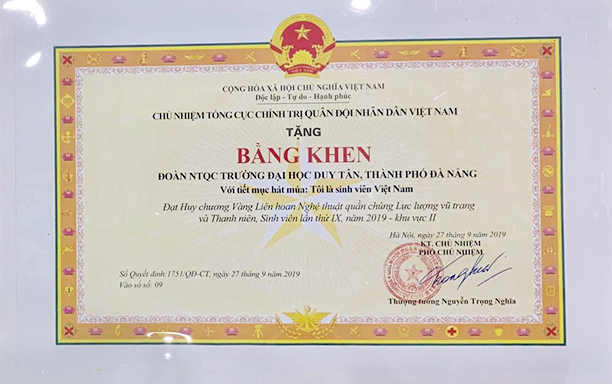 CỘNG HÒA XÃ HỘI CHỦ NGHĨA VIỆT NAM
Độc lập - Tự do - Hạnh phúc
CHỦ NHIỆM TỔNG CỤC CHÍNH TRỊ QUÂN ĐỘI NHÂN DÂN VIỆT NAM
TẶNG
BẰNG KHEN
ĐOÀN NTQC TRƯỜNG ĐẠI HỌC DUY TÂN, THÀNH PHỐ ĐÀ NẴNG
Với tiết mục hát múa: Tôi là sinh viên Việt Nam
Đạt Huy chương Vàng Liên hoan Nghệ thuật quần chúng Lực lượng vũ trang
và Thanh niên, Sinh viên lần thứ IX, năm 2019 - khu vực II
Hà Nội, ngày 27 tháng 9 năm 2019
KT. CHỦ NHIỆM
PHÓ CHỦ NHIỆM
Số Quyết định: 1751/QĐ-CT, ngày 27 tháng 9 năm 2019
Vào sổ số: 09
Thượng tướng Nguyễn Trọng Nghĩa